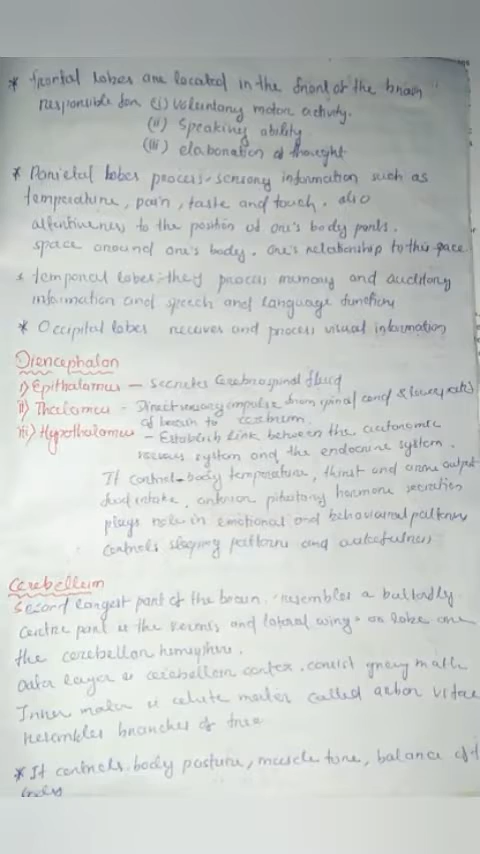 * frontal lobes are located in the front of the brain
responsible for (i) voluntary motor activity.
(ii) Speaking ability
(iii) elaboration of thought
* Parietal lobes process sensory information such as
temperature, pain, taste and touch. also
attentiveness to the position of one's body parts.
space around one's body. one's relationship to this space
* temporal lobes- they process memory and auditory
information and speech and language functions
* Occipital lobes receives and process visual information
Diencephalon
i) Epithalamus - secretes Cerebrospinal fluid
ii) Thalamus - Direct sensory impulse from spinal cord & lower parts
of brain to cerebrum.
iii) Hypothalamus - Establish link between the autonomic
nervous system and the endocrine system.
It control body temperature, thirst and urine output
food intake, anterior pituitary hormone secretion
plays role in emotional and behavioural patterns
controls sleeping patterns and wakefulness
Cerebellum
Second largest part of the brain. resembles a butterfly
centre part is the vermis and lateral wings or lobe are
the cerebellar hemisphere.
Outer layer is cerebellar cortex. consist grey matter
Inner matter is white matter called arbor vitae
resembles branches of tree
* It controls body posture, muscle tone, balance of t
body